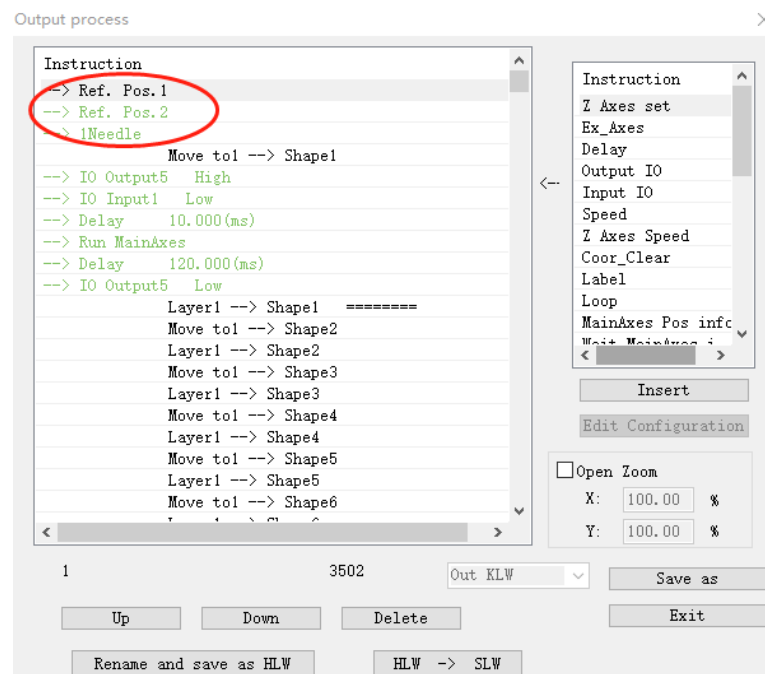 Output process
Instruction
--> Ref. Pos.1
--> Ref. Pos.2
--> 1Needle
Move to1 --> Shape1
--> IO Output5 High
--> IO Input1 Low
--> Delay 10.000(ms)
--> Run MainAxes
--> Delay 120.000(ms)
--> IO Output5 Low
Layer1 --> Shape1 ========
Move to1 --> Shape2
Layer1 --> Shape2
Move to1 --> Shape3
Layer1 --> Shape3
Move to1 --> Shape4
Layer1 --> Shape4
Move to1 --> Shape5
Layer1 --> Shape5
Move to1 --> Shape6
<--
Instruction
Z Axes set
Ex_Axes
Delay
Output IO
Input IO
Speed
Z Axes Speed
Coor_Clear
Label
Loop
MainAxes Pos info
Insert
Edit Configuration
Open Zoom
X: 100.00 %
Y: 100.00 %
1 3502 Out KLW
Save as
Up Down Delete Exit
Rename and save as HLW HLW -> SLW